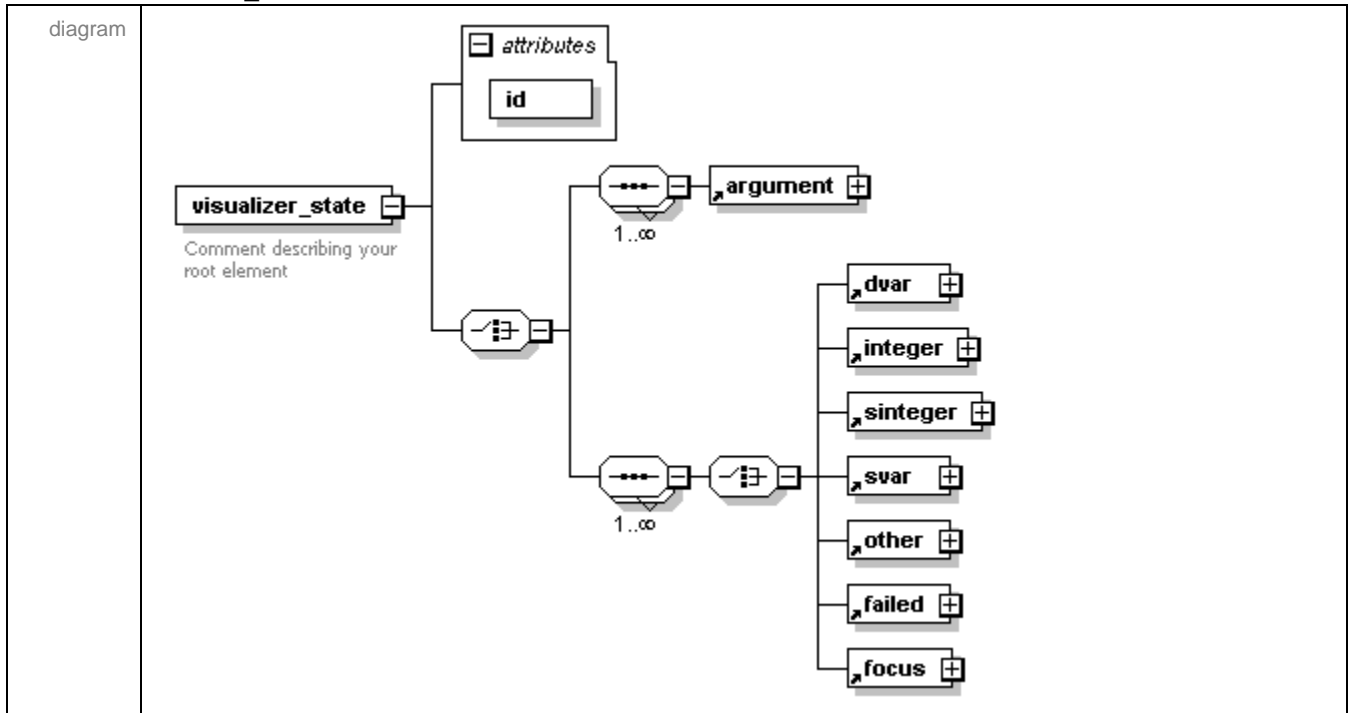 diagram
attributes
id
visualizer_state
Comment describing your
root element
argument
1..∞
dvar
integer
sinteger
svar
1..∞
other
failed
focus